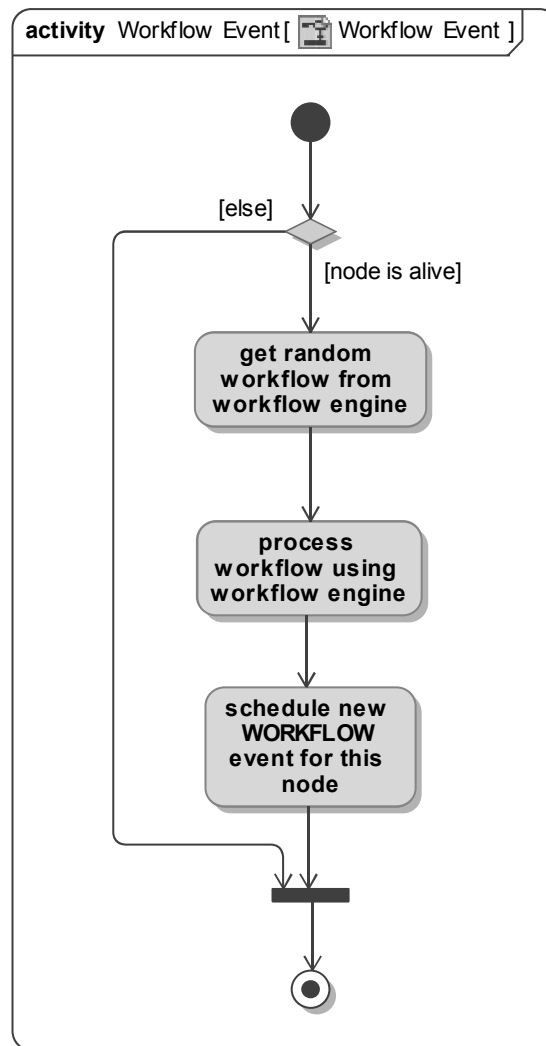 activity Workflow Event[ Workflow Event ]
[else]
[node is alive]
get random
workflow from
workflow engine
process
workflow using
workflow engine
schedule new
WORKFLOW
event for this
node